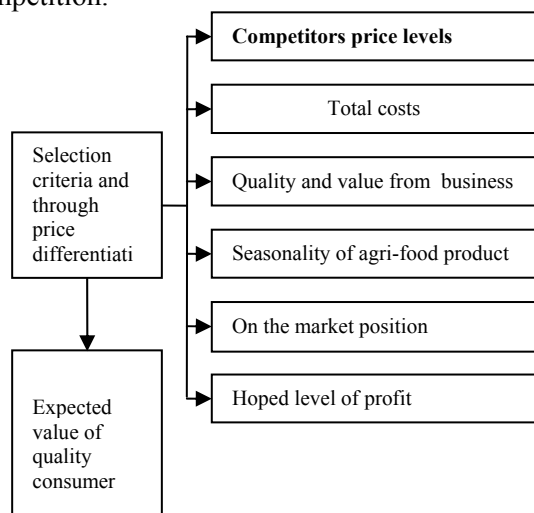 mpetition.
Competitors price levels
Total costs
Selection
criteria and
through
price
differentiati
Quality and value from business
Seasonality of agri-food product
On the market position
Hoped level of profit
Expected
value of
quality
consumer